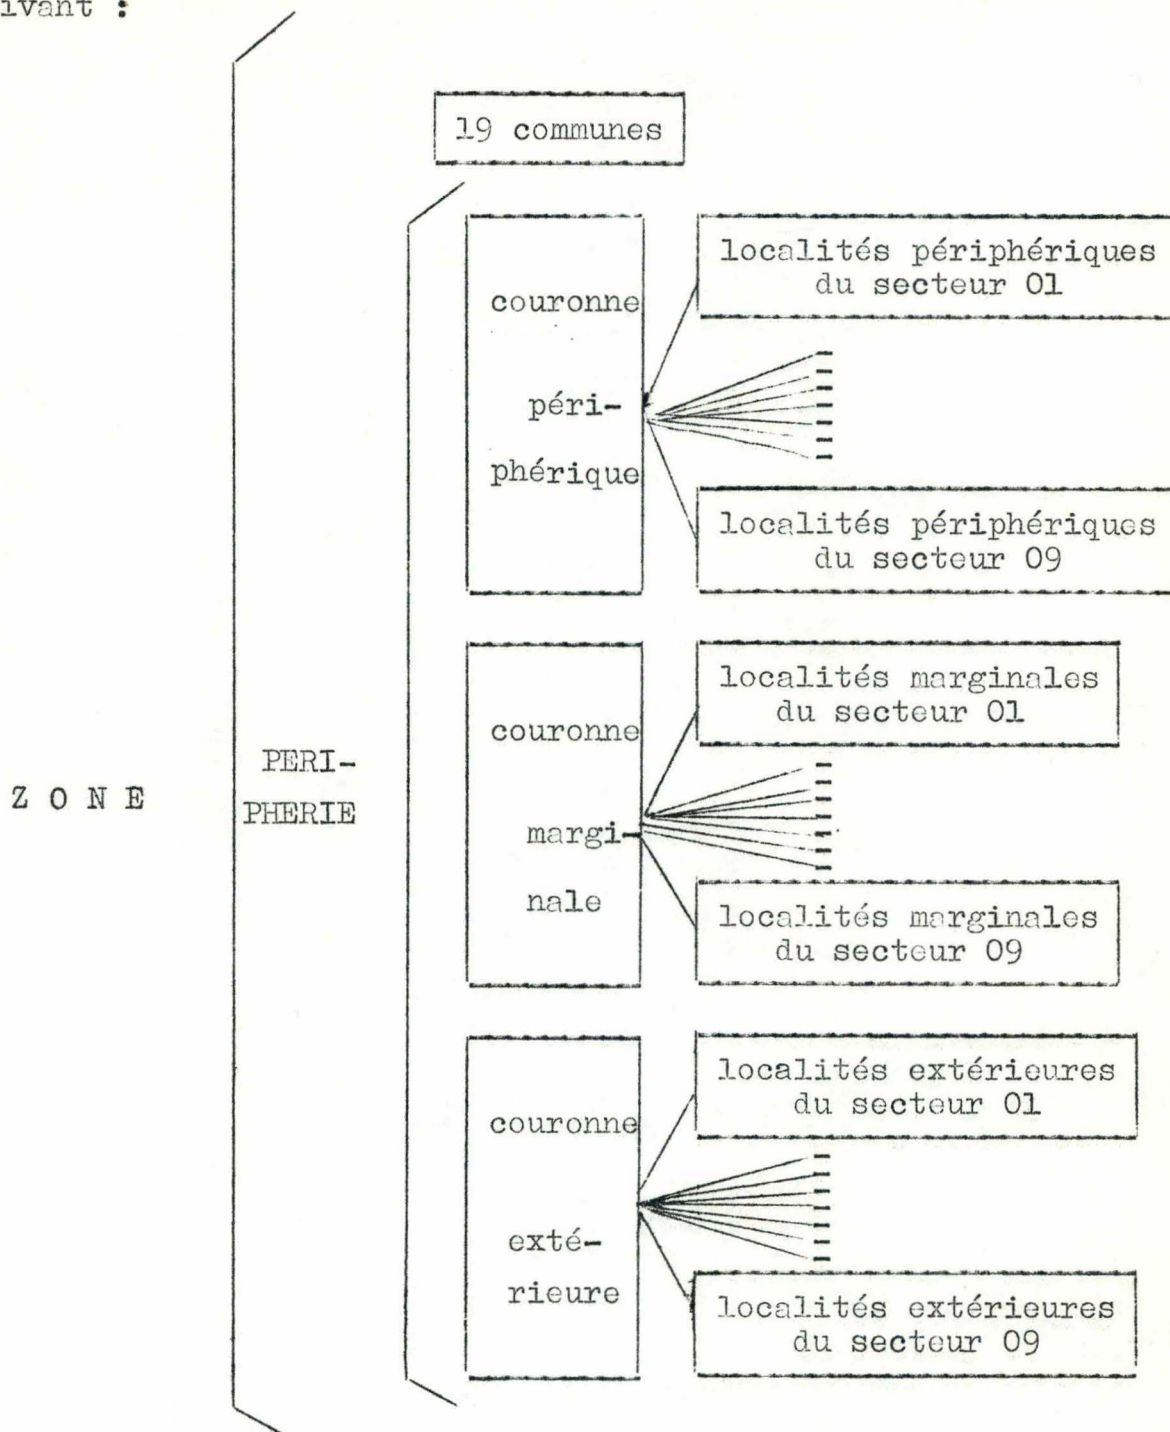 ivant :
19 communes
couronne
péri-
phérique
localités périphériques
du secteur 01
localités périphériques
du secteur 09
Z O N E
PERI-
PHERIE
couronne
margi-
nale
localités marginales
du secteur 01
localités marginales
du secteur 09
couronne
exté-
rieure
localités extérieures
du secteur 01
localités extérieures
du secteur 09